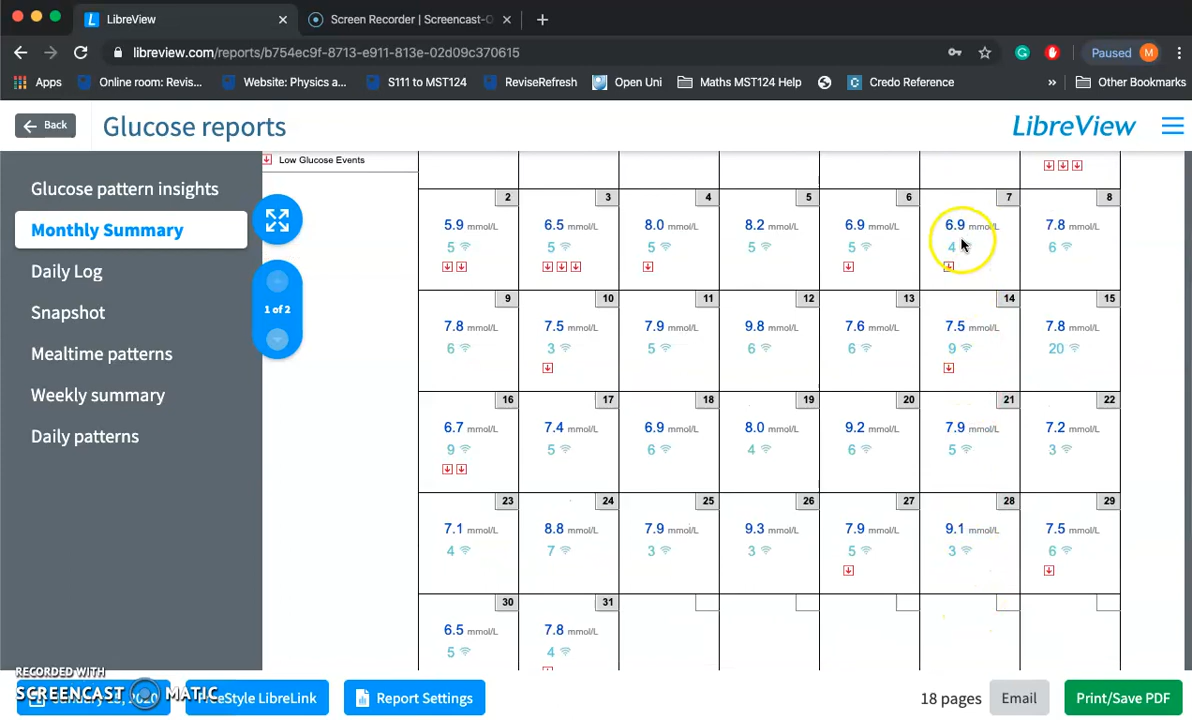 LibreView
Screen Recorder | Screencast-O
libreview.com/reports/b754ec9f-8713-e911-813e-02d09c370615
Paused M
Apps
Online room: Revis...
Website: Physics a...
S111 to MST124
ReviseRefresh
Open Uni
Maths MST124 Help
Credo Reference
»
Other Bookmarks
Back
Glucose reports
LibreView
Glucose pattern insights
Monthly Summary
Daily Log
Snapshot
Mealtime patterns
Weekly summary
Daily patterns
1 of 2
Low Glucose Events
2 3 4 5 6 7 8
5.9 mmol/L 6.5 mmol/L 8.0 mmol/L 8.2 mmol/L 6.9 mmol/L 6.9 mmol/L 7.8 mmol/L
5 5 5 5 5 4 6
9 10 11 12 13 14 15
7.8 mmol/L 7.5 mmol/L 7.9 mmol/L 9.8 mmol/L 7.6 mmol/L 7.5 mmol/L 7.8 mmol/L
6 3 5 6 6 9 20
16 17 18 19 20 21 22
6.7 mmol/L 7.4 mmol/L 6.9 mmol/L 8.0 mmol/L 9.2 mmol/L 7.9 mmol/L 7.2 mmol/L
9 5 6 4 6 5 3
23 24 25 26 27 28 29
7.1 mmol/L 8.8 mmol/L 7.9 mmol/L 9.3 mmol/L 7.9 mmol/L 9.1 mmol/L 7.5 mmol/L
4 7 3 3 5 3 6
30 31
6.5 mmol/L 7.8 mmol/L
5 4
RECORDED WITH
SCREENCAST MATIC
2020
FreeStyle LibreLink
Report Settings
18 pages
Email
Print/Save PDF